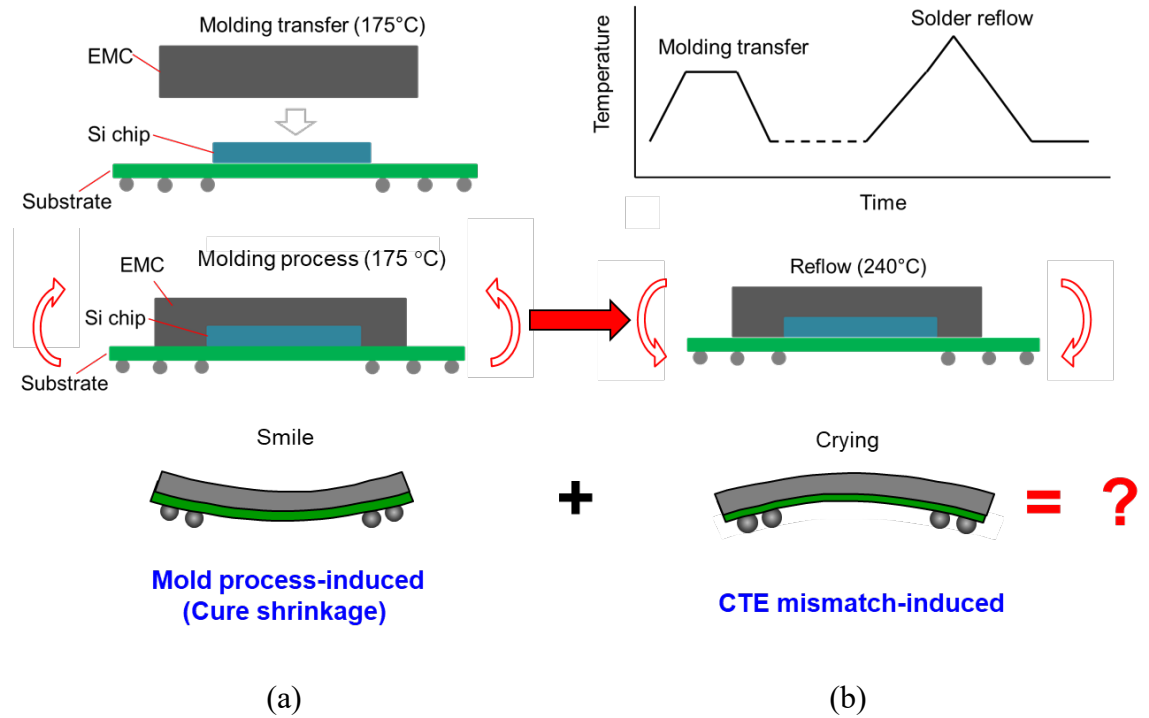 Molding transfer (175°C)
EMC
Si chip
Substrate
Molding process (175 °C)
EMC
Si chip
Substrate
Smile
Mold process-induced
(Cure shrinkage)
(a)
Temperature
Molding transfer
Solder reflow
Time
Reflow (240°C)
Crying
+
= ?
CTE mismatch-induced
(b)